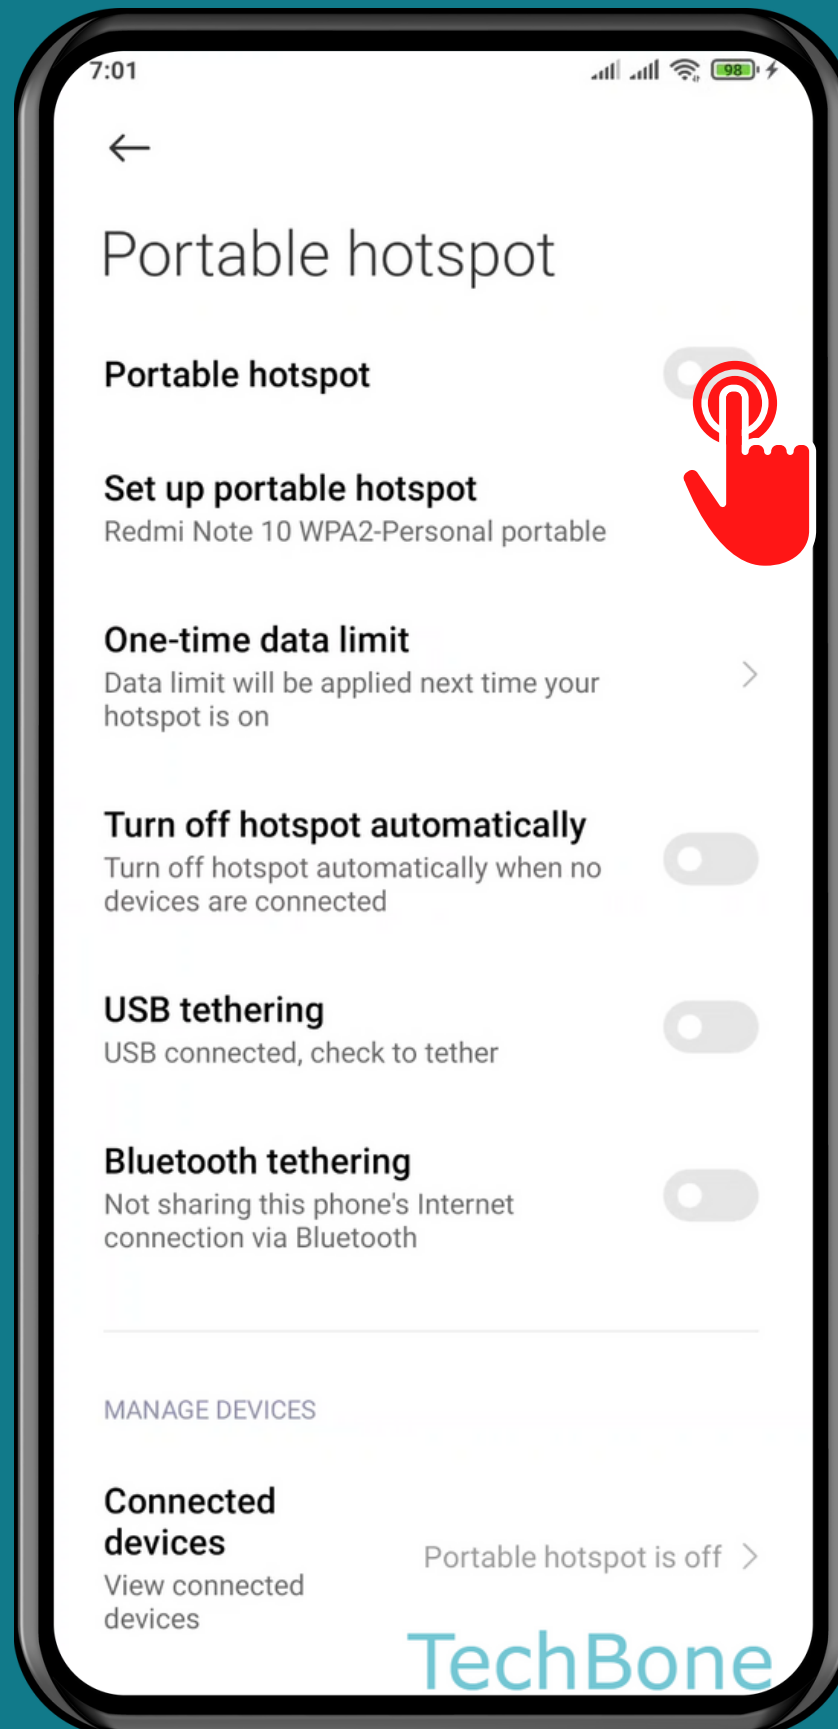 7:01
98
Portable hotspot
Portable hotspot
Set up portable hotspot
Redmi Note 10 WPA2-Personal portable
One-time data limit
Data limit will be applied next time your
hotspot is on
Turn off hotspot automatically
Turn off hotspot automatically when no
devices are connected
USB tethering
USB connected, check to tether
Bluetooth tethering
Not sharing this phone's Internet
connection via Bluetooth
MANAGE DEVICES
Connected
devices
Portable hotspot is off
View connected
devices
TechBone